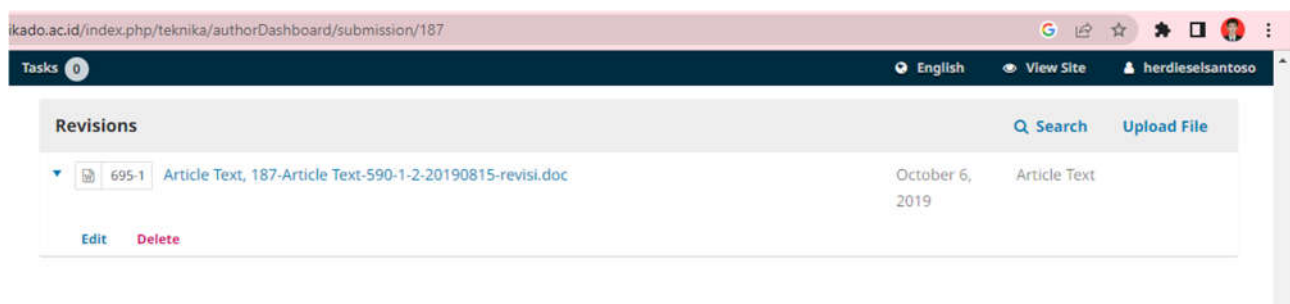 ikado.ac.id/index.php/teknika/authorDashboard/submission/187
Tasks 0 English View Site herdieselsantoso
Revisions Search Upload File
695-1 Article Text, 187-Article Text-590-1-2-20190815-revisi.doc October 6, Article Text
2019
Edit Delete